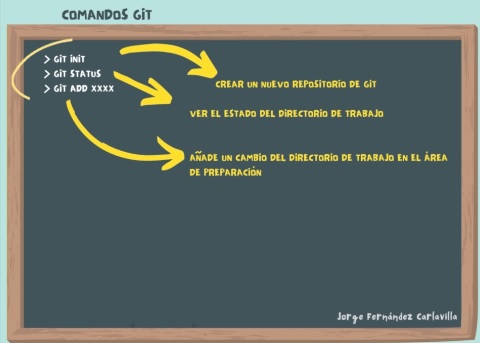 COMANDOS GIT
> GIT INIT
> GIT STATUS
> GIT ADD XXXX
CREAR UN NUEVO REPOSITORIO DE GIT
VER EL ESTADO DEL DIRECTORIO DE TRABAJO
AÑADE UN CAMBIO DEL DIRECTORIO DE TRABAJO EN EL ÁREA
DE PREPARACIÓN
Jorge Fernández Carlavilla